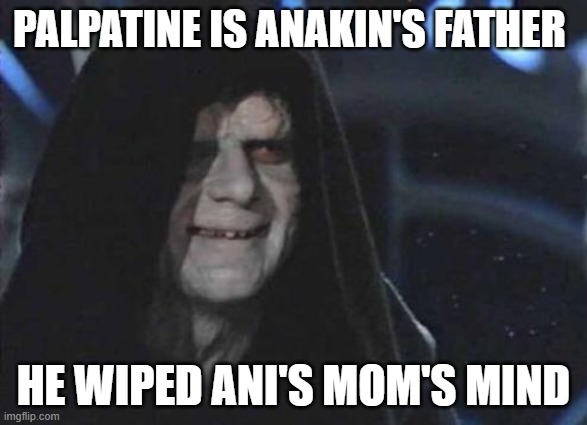 PALPATINE IS ANAKIN'S FATHER
HE WIPED ANI'S MOM'S MIND
imgflip.com